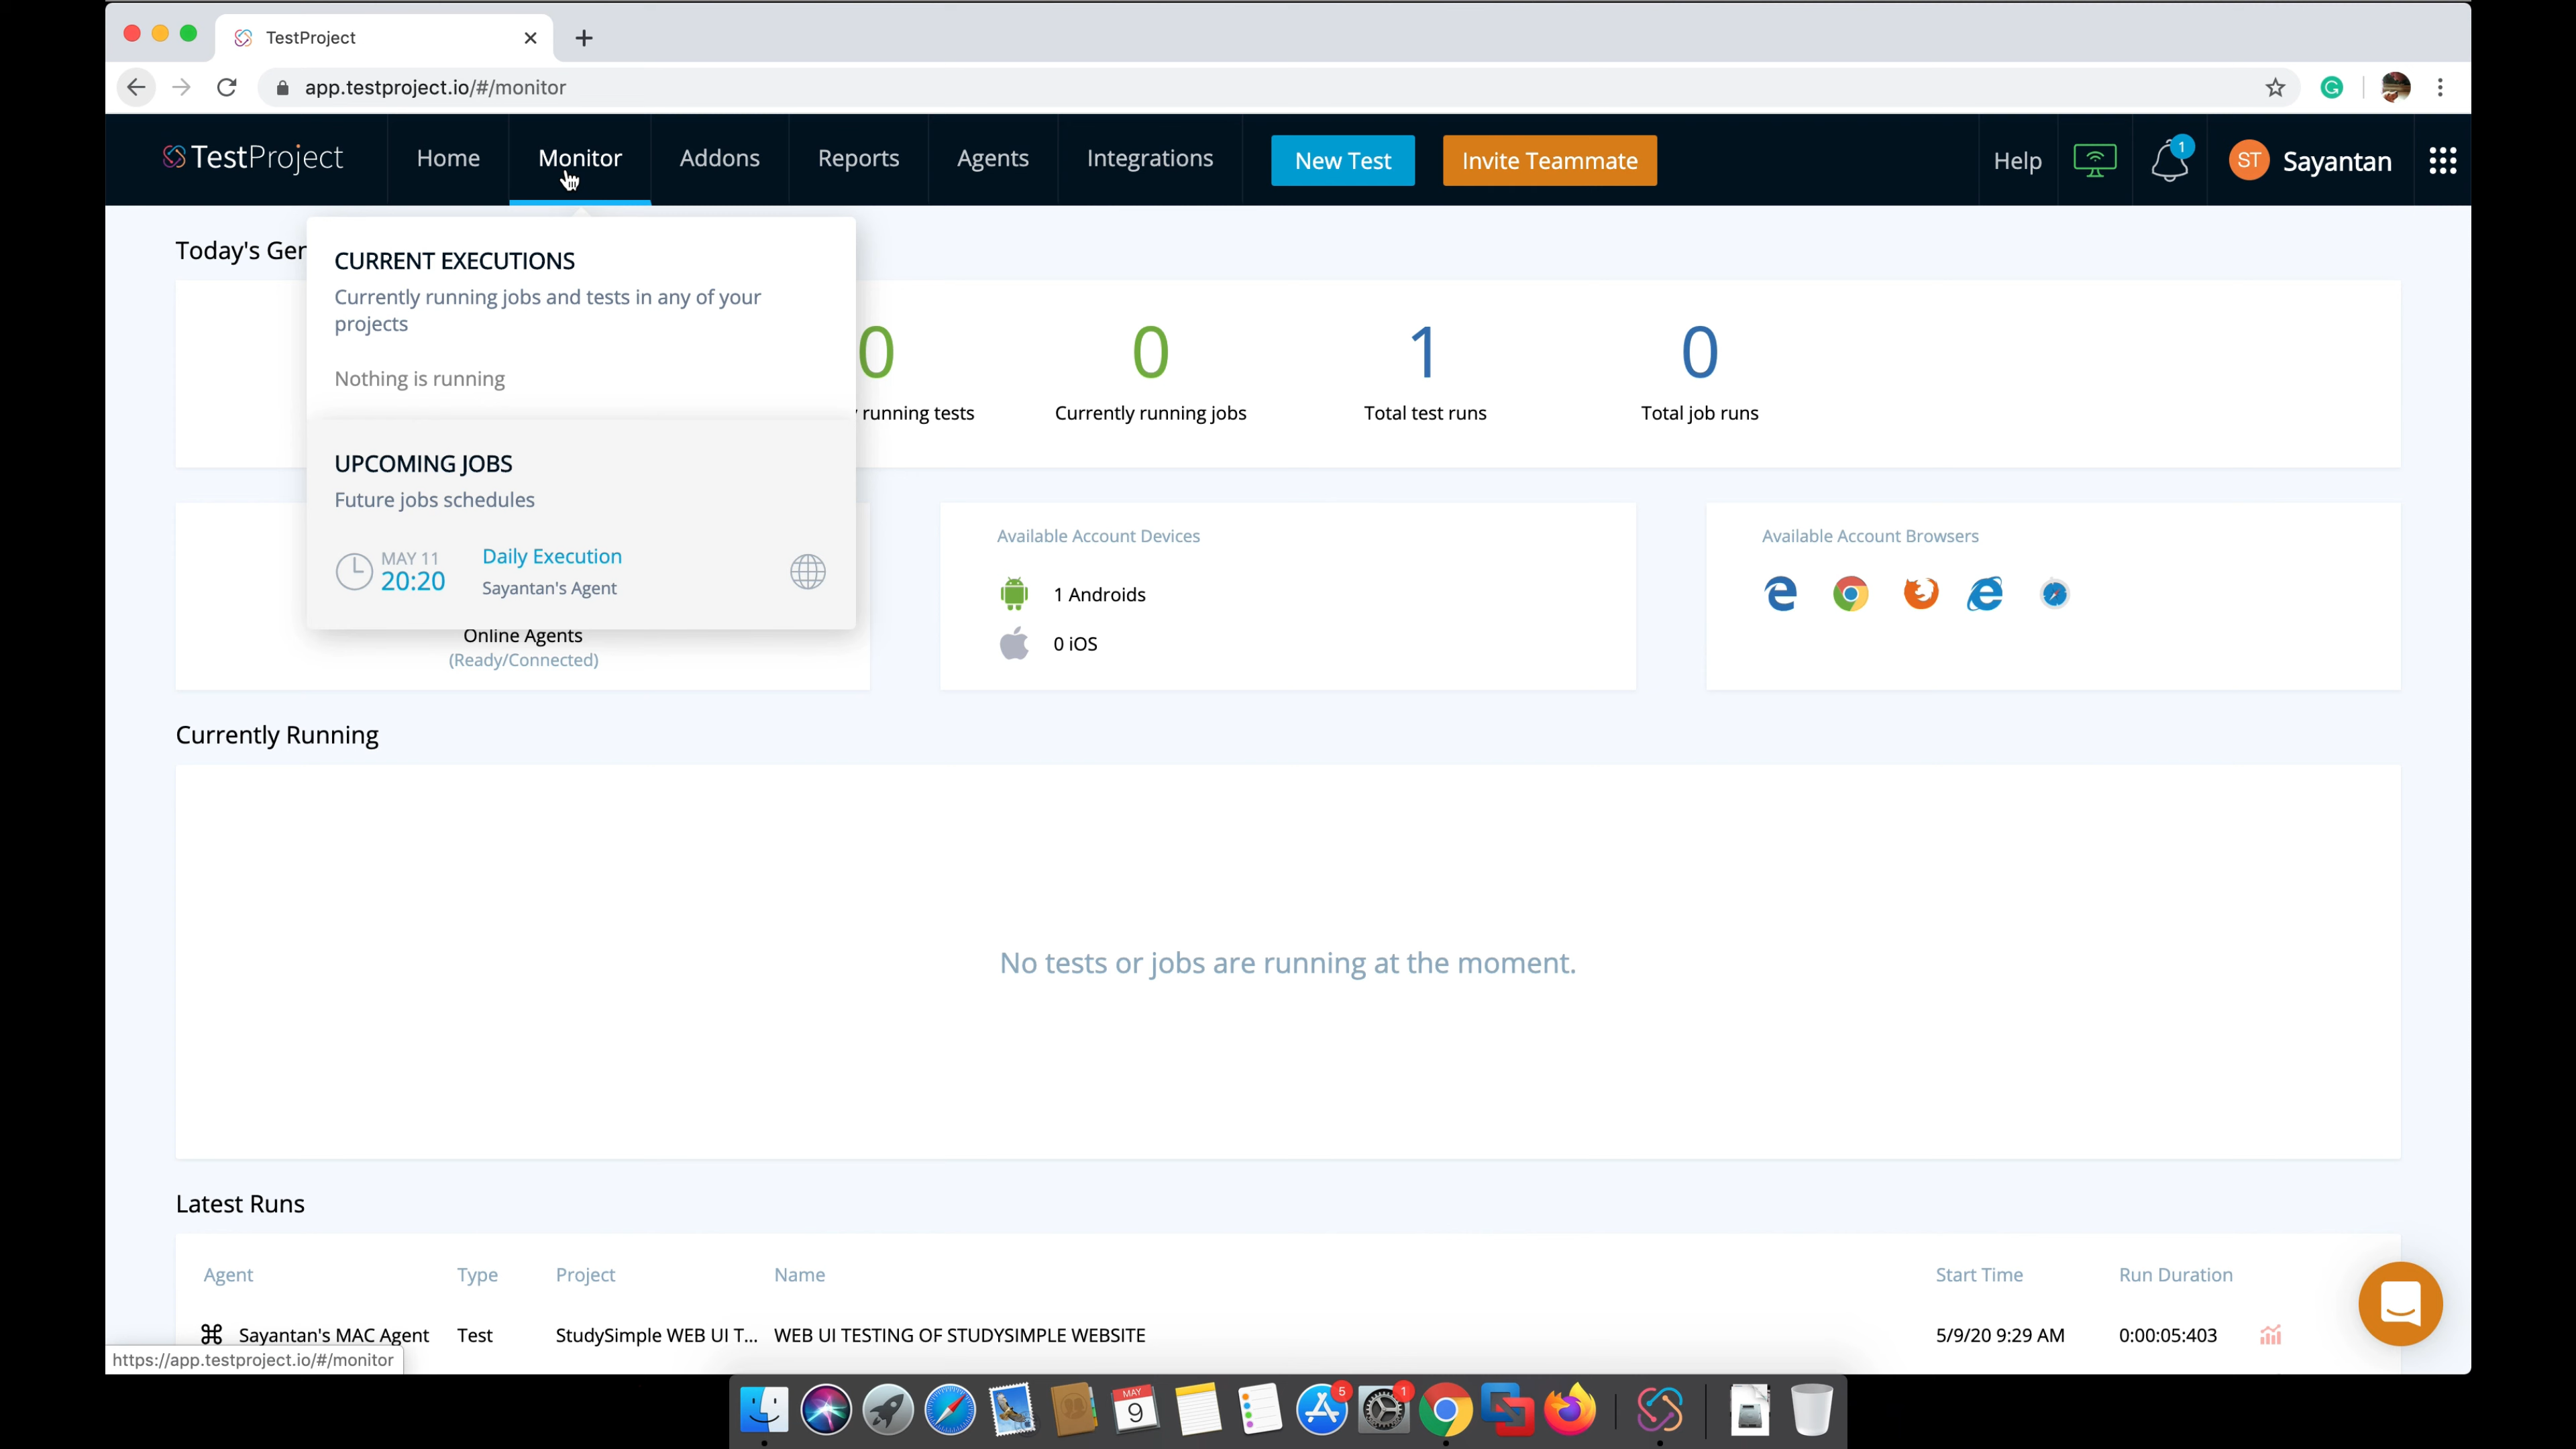 TestProject
app.testproject.io/#/monitor
TestProject
Home
Monitor
Addons
Reports
Agents
Integrations
New Test
Invite Teammate
Help
1
ST
Sayantan
Today's Ger
CURRENT EXECUTIONS
Currently running jobs and tests in any of your
projects
Nothing is running
UPCOMING JOBS
Future jobs schedules
MAY 11
20:20
Daily Execution
Sayantan's Agent
0
running tests
0
Currently running jobs
1
Total test runs
0
Total job runs
Online Agents
(Ready/Connected)
Available Account Devices
1 Androids
0 iOS
Available Account Browsers
Currently Running
No tests or jobs are running at the moment.
Latest Runs
Agent
Type
Project
Name
Start Time
Run Duration
Sayantan's MAC Agent
Test
StudySimple WEB UI T...
WEB UI TESTING OF STUDYSIMPLE WEBSITE
5/9/20 9:29 AM
0:00:05:403
https://app.testproject.io/#/monitor
MAY
9
5
1